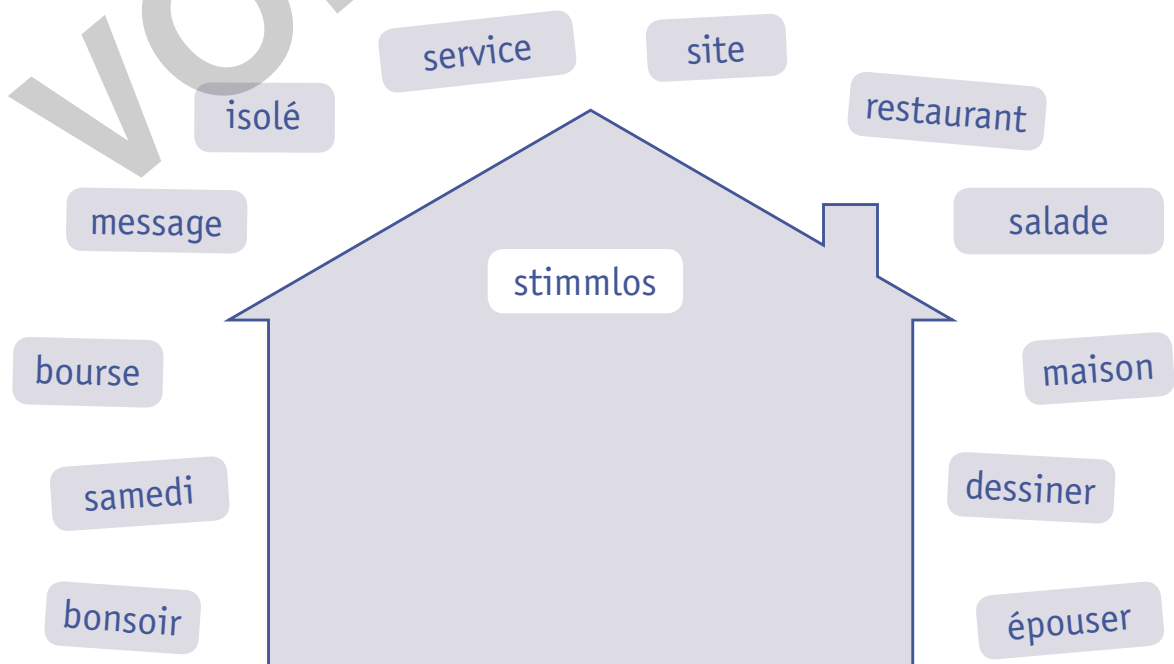 service
site
isolé
restaurant
message
salade
stimmlos
bourse
maison
samedi
dessiner
bonsoir
épouser